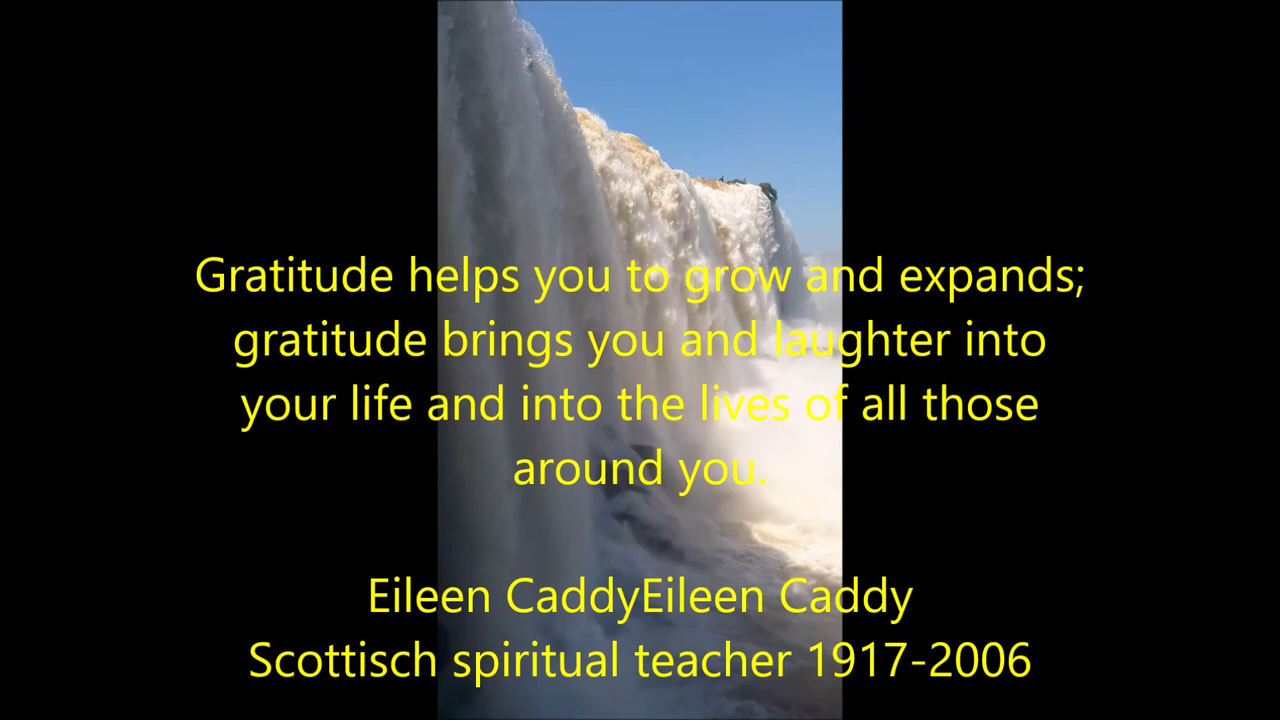 Gratitude helps you to grow and expands;
gratitude brings you and laughter into
your life and into the lives of all those
around you.
Eileen CaddyEileen Caddy
Scottisch spiritual teacher 1917-2006